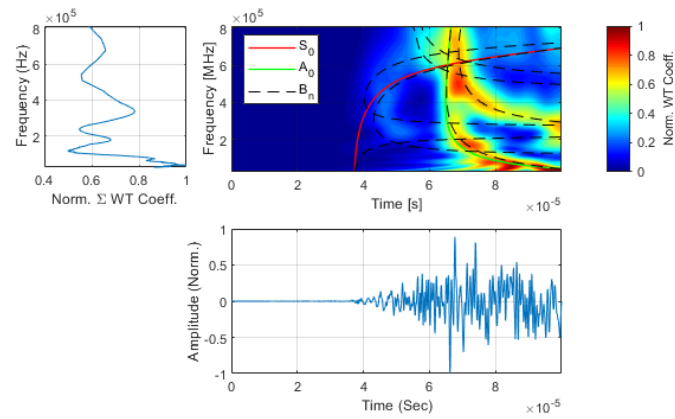 8 × 10^5
6
4
2
Frequency (Hz)
0.4 0.6 0.8 1
Norm. Σ WT Coeff.
8 × 10^5
6
4
2
Frequency [MHz]
S_0
A_0
B_n
0 2 4 6 8
Time [s]
× 10^-5
1
0.8
0.6
0.4
0.2
0
Norm. WT Coeff.
1
0.5
0
-0.5
-1
Amplitude (Norm.)
0 2 4 6 8
Time (Sec)
× 10^-5